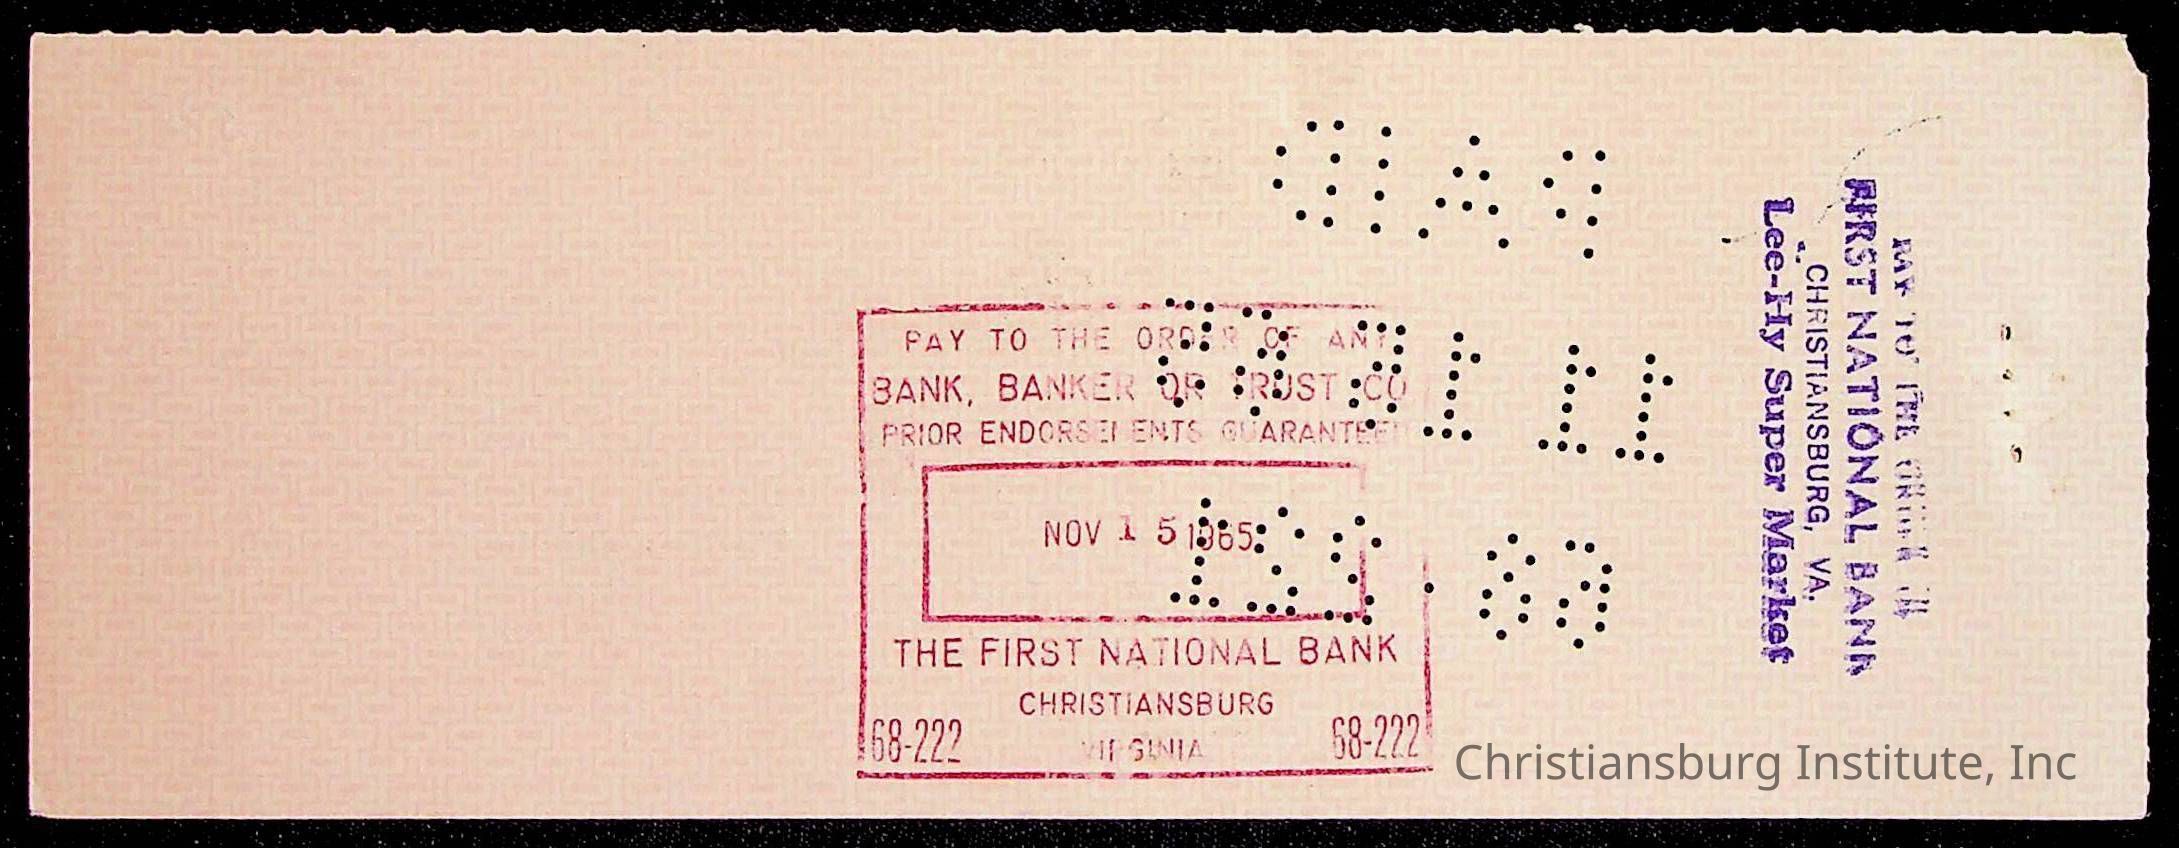 PAY TO THE ORDER OF ANY
BANK, BANKER OR TRUST CO
PRIOR ENDORSEMENTS GUARANTEED
NOV 15 1965
THE FIRST NATIONAL BANK
CHRISTIANSBURG
VIRGINIA
68-222 68-222
PAY TO THE ORDER OF
FIRST NATIONAL BANK
CHRISTIANSBURG, VA.
Lee-Hy Super Market
PAID
Christiansburg Institute, Inc